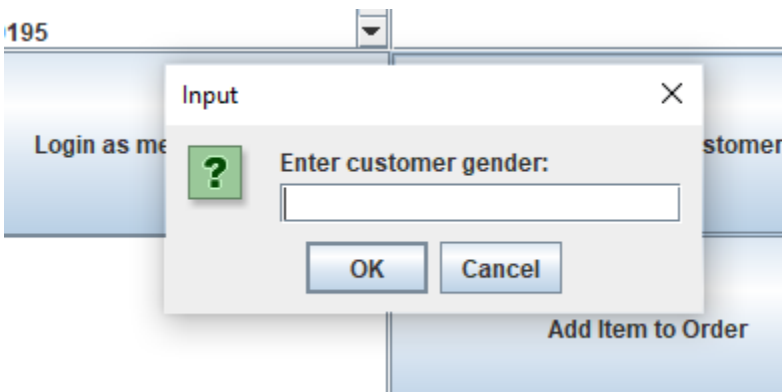 195
Input
Login as me
stomer
Enter customer gender:
OK Cancel
Add Item to Order